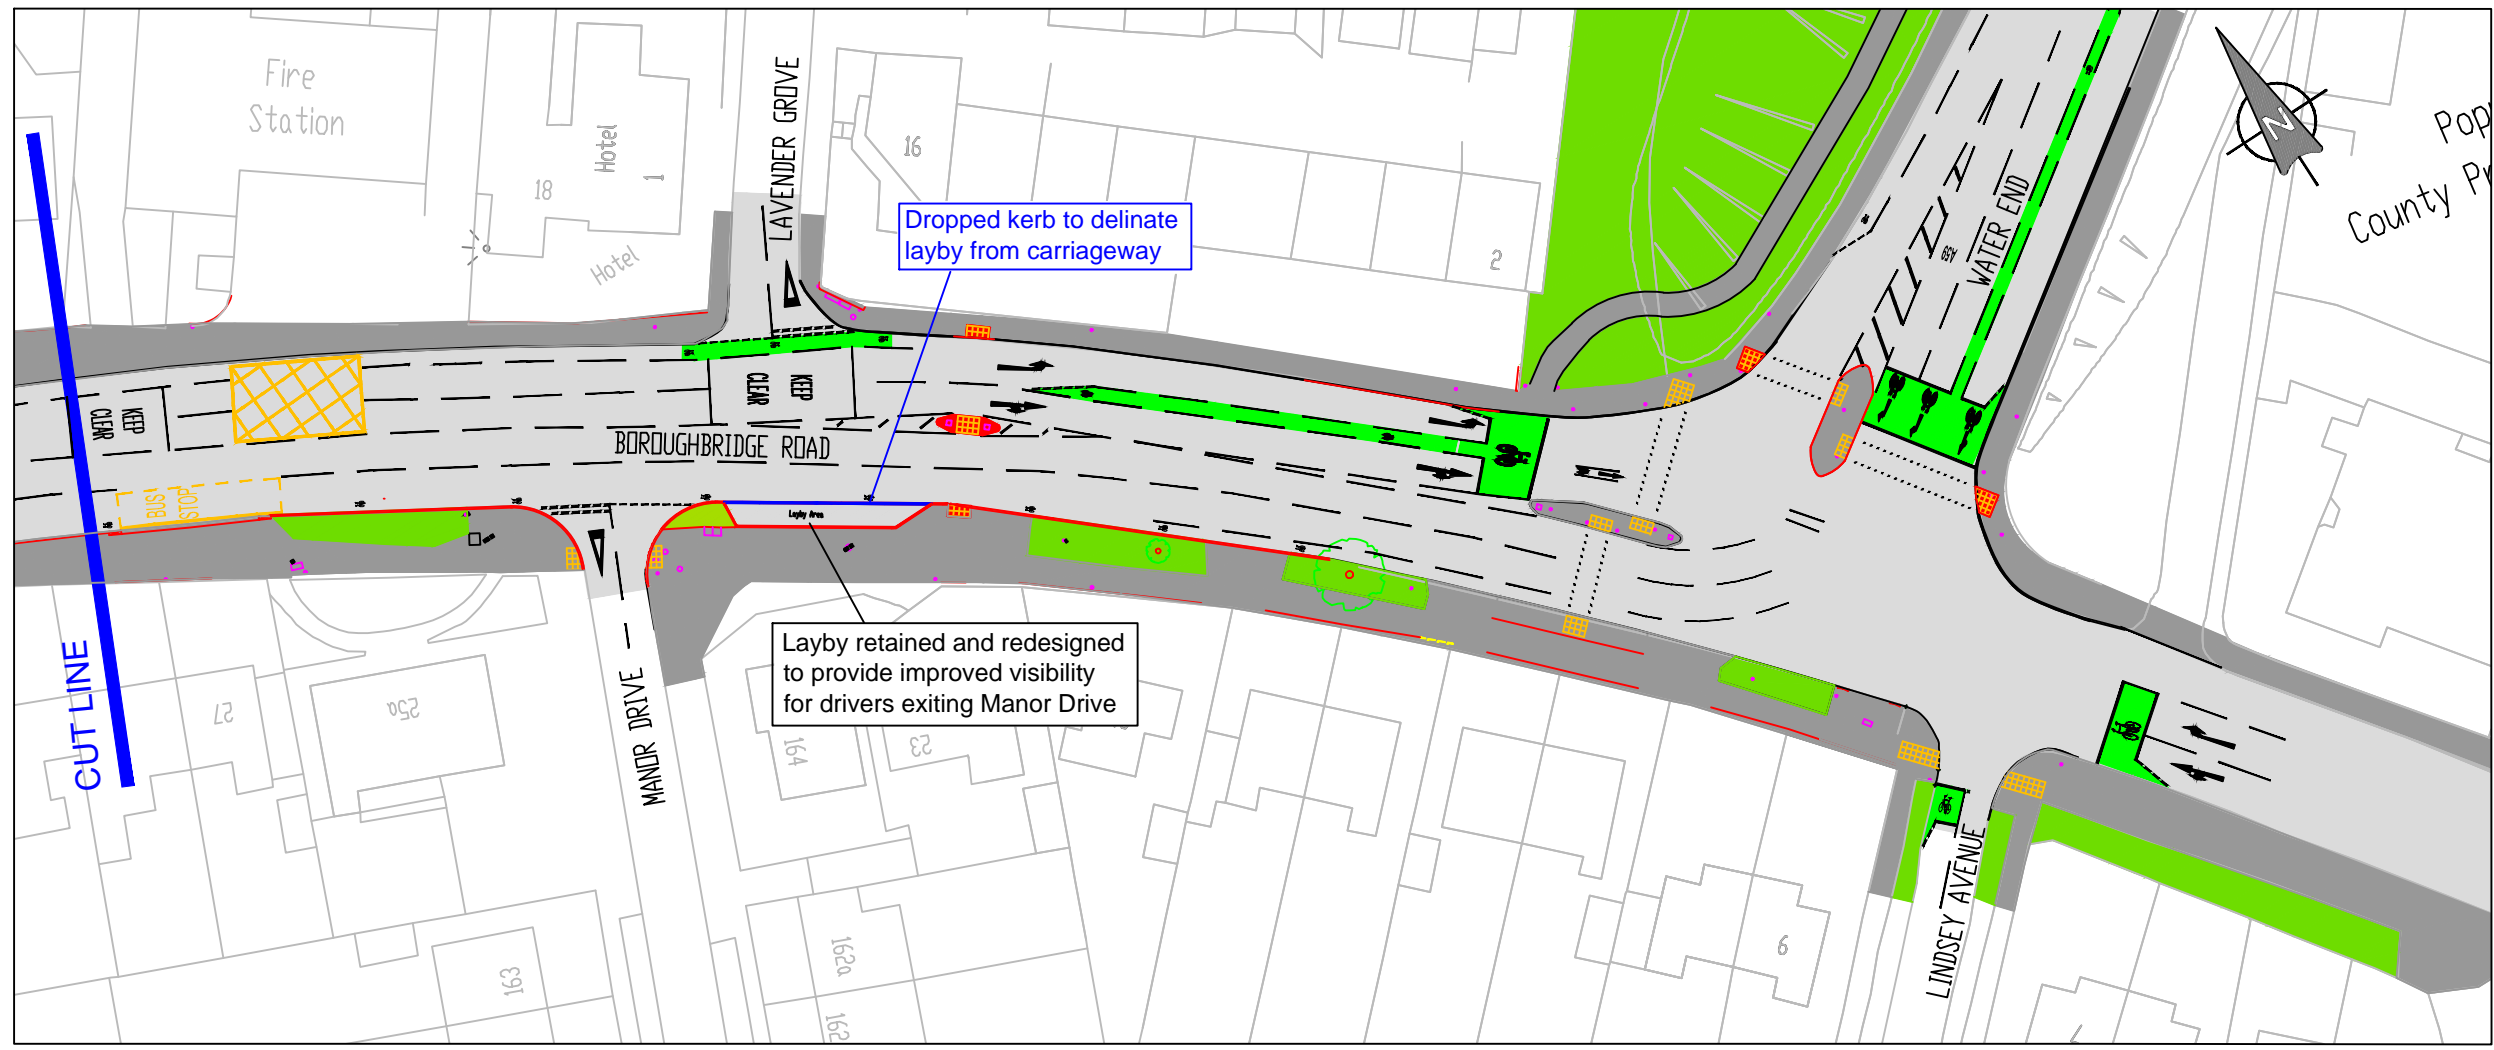 Fire
Station
Hotel
1
18
Hotel
LAVENDER GROVE
16
2
Dropped kerb to delinate
layby from carriageway
WATER END
N
County
KEEP
CLEAR
KEEP
CLEAR
BOROUGHBRIDGE ROAD
BUS
STOP
Layby Area
CUT LINE
Layby retained and redesigned
to provide improved visibility
for drivers exiting Manor Drive
MANOR DRIVE
27
25a
164
23
193
162a
162
6
LINDSEY AVENUE